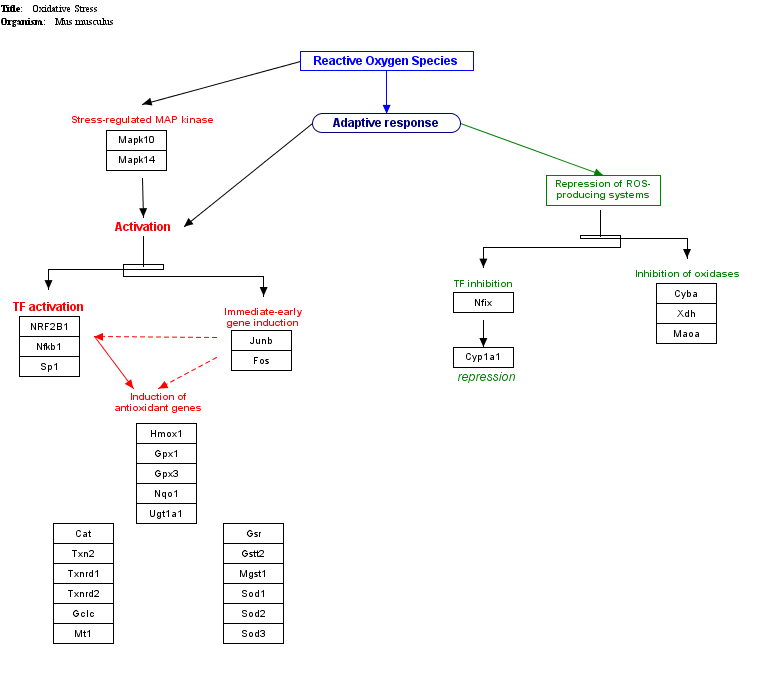 Title: Oxidative Stress
Organism: Mus musculus
Reactive Oxygen Species
Stress-regulated MAP kinase
Adaptive response
Mapk10
Mapk14
Repression of ROS-
producing systems
Activation
TF activation
NRF2B1
Nfkb1
Sp1
Immediate-early
gene induction
Junb
Fos
TF inhibition
Nfix
Cyp1a1
repression
Inhibition of oxidases
Cyba
Xdh
Maoa
Induction of
antioxidant genes
Hmox1
Gpx1
Gpx3
Nqo1
Ugt1a1
Cat
Txn2
Txnrd1
Txnrd2
Gclc
Mt1
Gsr
Gstt2
Mgst1
Sod1
Sod2
Sod3